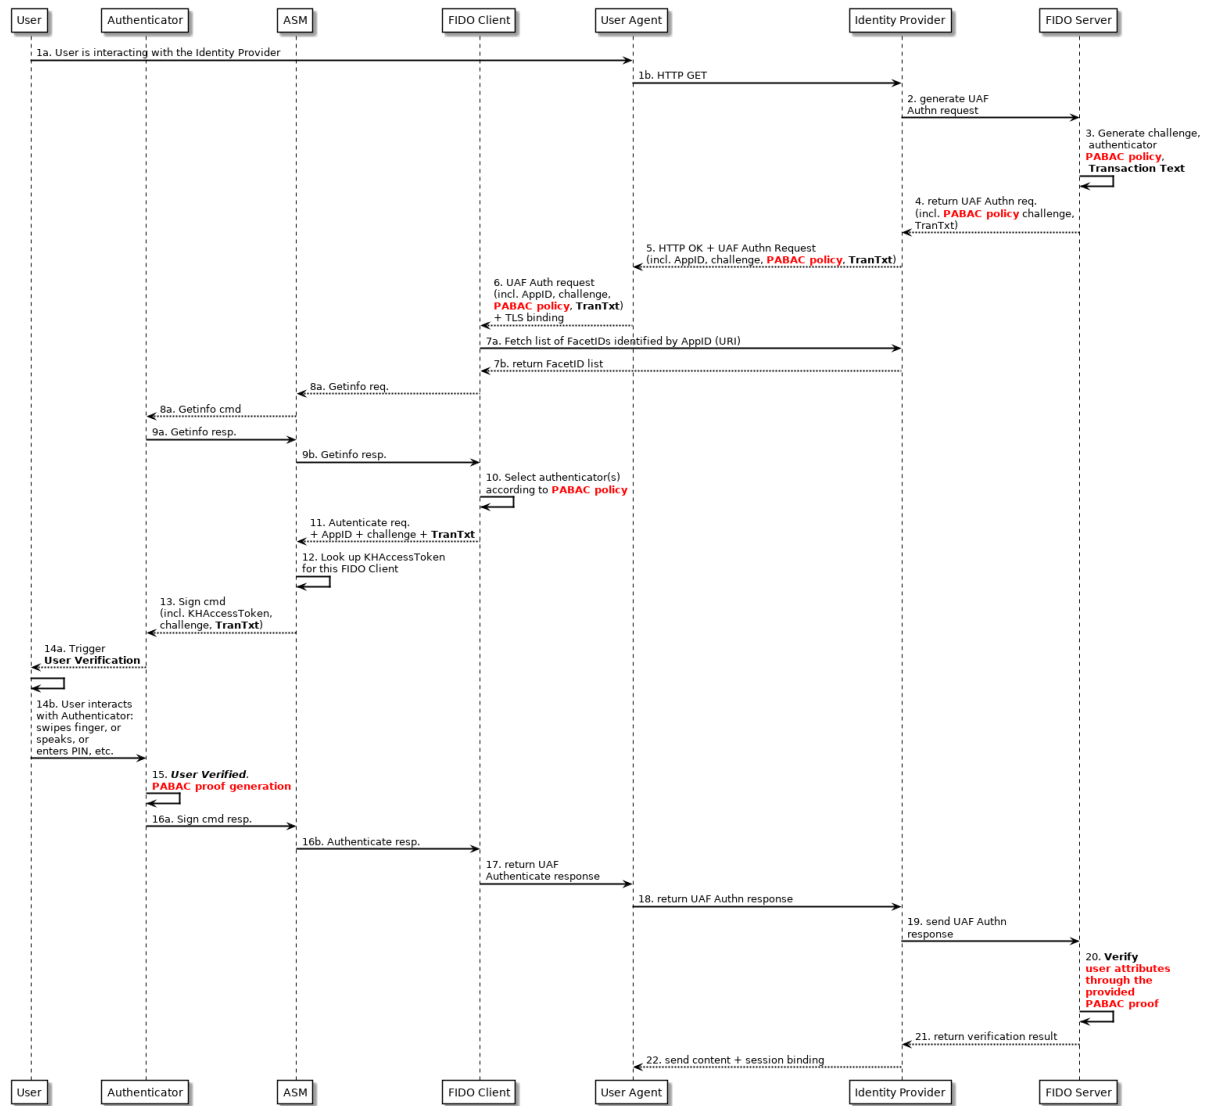 User
Authenticator
ASM
FIDO Client
User Agent
Identity Provider
FIDO Server
1a. User is interacting with the Identity Provider
1b. HTTP GET
2. generate UAF
Authn request
3. Generate challenge,
authenticator
PABAC policy,
Transaction Text
4. return UAF Authn req.
(incl. PABAC policy challenge,
TranTxt)
5. HTTP OK + UAF Authn Request
(incl. AppID, challenge, PABAC policy, TranTxt)
6. UAF Auth request
(incl. AppID, challenge,
PABAC policy, TranTxt)
+ TLS binding
7a. Fetch list of FacetIDs identified by AppID (URI)
7b. return FacetID list
8a. Getinfo req.
8a. Getinfo cmd
9a. Getinfo resp.
9b. Getinfo resp.
10. Select authenticator(s)
according to PABAC policy
11. Autenticate req.
+ AppID + challenge + TranTxt
12. Look up KHAccessToken
for this FIDO Client
13. Sign cmd
(incl. KHAccessToken,
challenge, TranTxt)
14a. Trigger
User Verification
14b. User interacts
with Authenticator:
swipes finger, or
speaks, or
enters PIN, etc.
15. User Verified.
PABAC proof generation
16a. Sign cmd resp.
16b. Authenticate resp.
17. return UAF
Authenticate response
18. return UAF Authn response
19. send UAF Authn
response
20. Verify
user attributes
through the
provided
PABAC proof
21. return verification result
22. send content + session binding
User
Authenticator
ASM
FIDO Client
User Agent
Identity Provider
FIDO Server